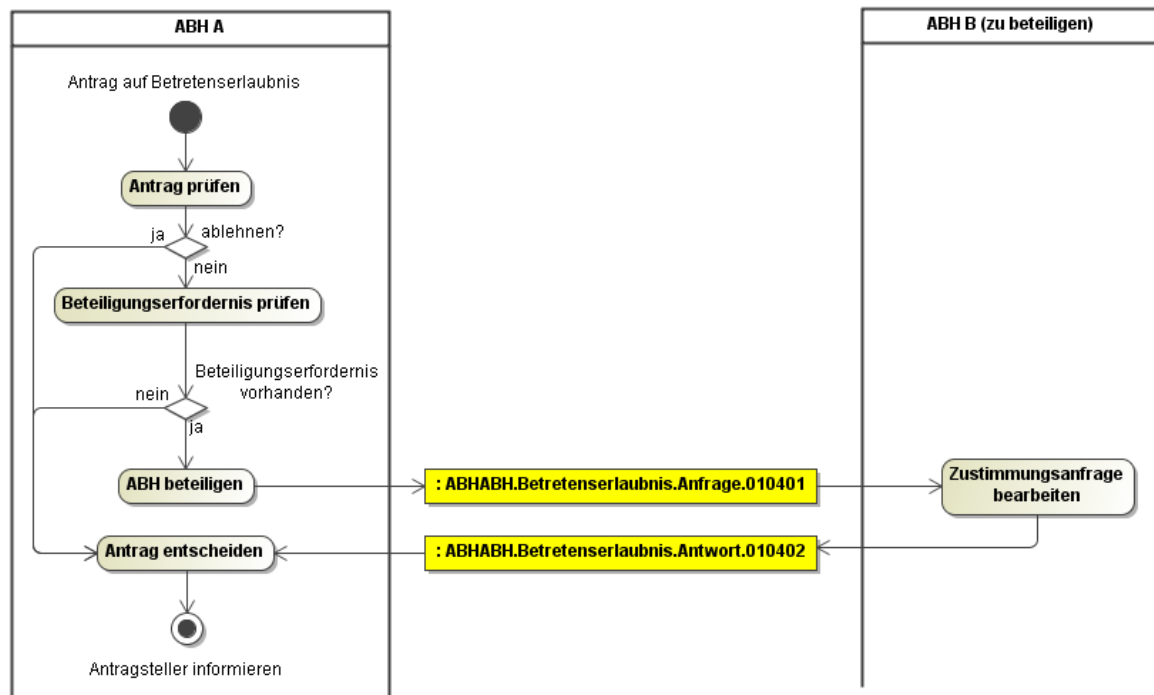 ABH A
ABH B (zu beteiligen)
Antrag auf Betretenserlaubnis
Antrag prüfen
ja
ablehnen?
nein
Beteiligungserfordernis prüfen
Beteiligungserfordernis
vorhanden?
nein
ja
ABH beteiligen
: ABHABH.Betretenserlaubnis.Anfrage.010401
Zustimmungsanfrage
bearbeiten
Antrag entscheiden
: ABHABH.Betretenserlaubnis.Antwort.010402
Antragsteller informieren